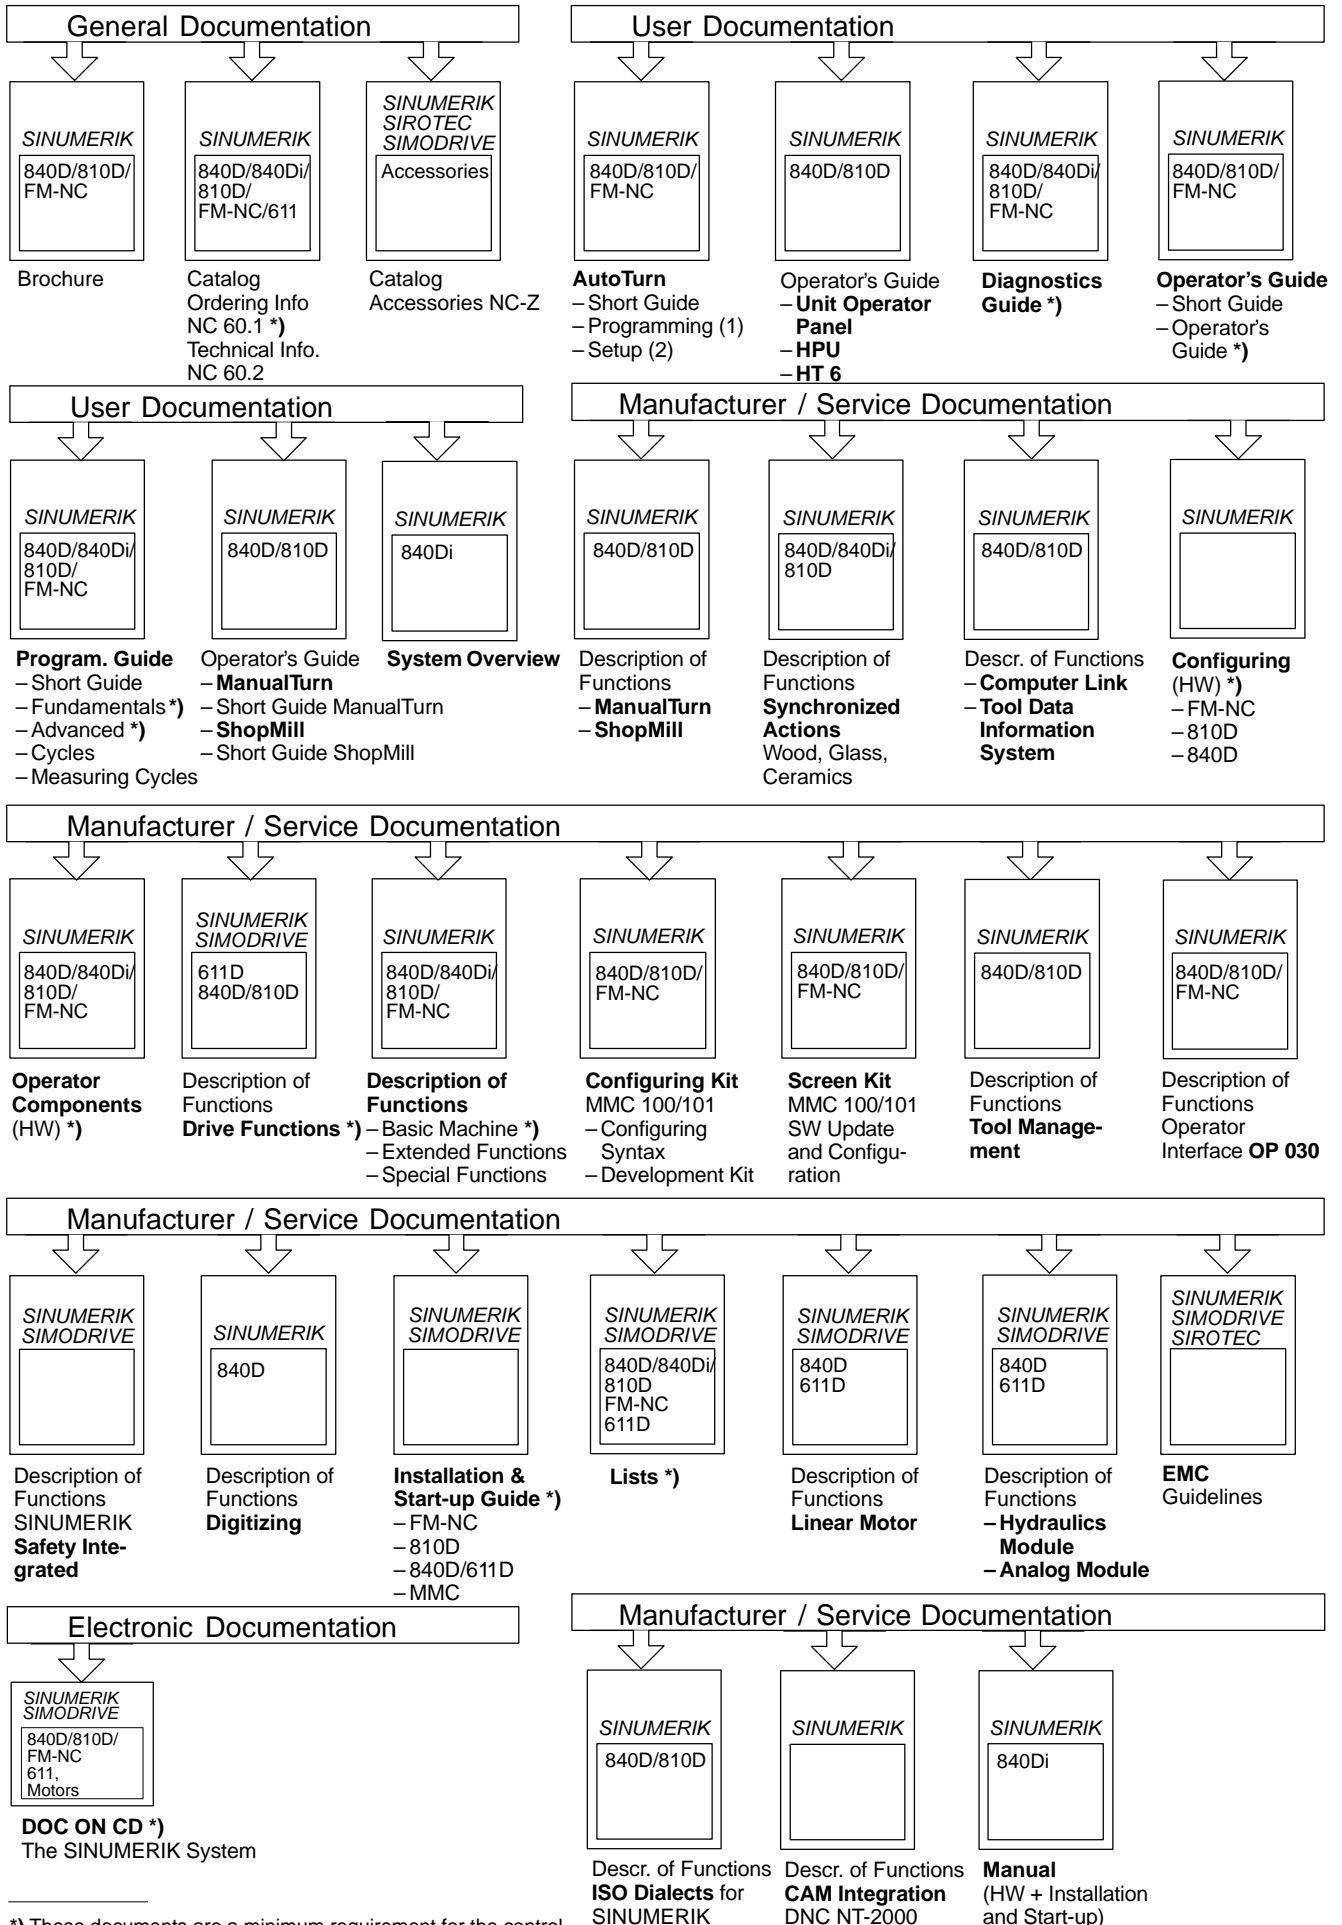 General Documentation
SINUMERIK
840D/810D/
FM-NC
Brochure
SINUMERIK
840D/840Di/
810D/
FM-NC/611
Catalog
Ordering Info
NC 60.1 *)
Technical Info.
NC 60.2
SINUMERIK
SIROTEC
SIMODRIVE
Accessories
Catalog
Accessories NC-Z
User Documentation
SINUMERIK
840D/810D/
FM-NC
AutoTurn
– Short Guide
– Programming (1)
– Setup (2)
SINUMERIK
840D/810D
Operator's Guide
– Unit Operator
Panel
– HPU
– HT 6
SINUMERIK
840D/840Di/
810D/
FM-NC
Diagnostics
Guide *)
SINUMERIK
840D/810D/
FM-NC
Operator's Guide
– Short Guide
– Operator's
Guide *)
User Documentation
SINUMERIK
840D/840Di/
810D/
FM-NC
Program. Guide
– Short Guide
– Fundamentals *)
– Advanced *)
– Cycles
– Measuring Cycles
SINUMERIK
840D/810D
Operator's Guide
– ManualTurn
– Short Guide ManualTurn
– ShopMill
– Short Guide ShopMill
SINUMERIK
840Di
System Overview
Manufacturer / Service Documentation
SINUMERIK
840D/810D
Description of
Functions
– ManualTurn
– ShopMill
SINUMERIK
840D/840Di/
810D
Description of
Functions
Synchronized
Actions
Wood, Glass,
Ceramics
SINUMERIK
840D/810D
Descr. of Functions
– Computer Link
– Tool Data
Information
System
SINUMERIK
Configuring
(HW) *)
– FM-NC
– 810D
– 840D
Manufacturer / Service Documentation
SINUMERIK
840D/840Di/
810D/
FM-NC
Operator
Components
(HW) *)
SINUMERIK
SIMODRIVE
611D
840D/810D
Description of
Functions
Drive Functions *)
SINUMERIK
840D/840Di/
810D/
FM-NC
Description of
Functions
– Basic Machine *)
– Extended Functions
– Special Functions
SINUMERIK
840D/810D/
FM-NC
Configuring Kit
MMC 100/101
– Configuring
Syntax
– Development Kit
SINUMERIK
840D/810D/
FM-NC
Screen Kit
MMC 100/101
SW Update
and Configu-
ration
SINUMERIK
840D/810D
Description of
Functions
Tool Manage-
ment
SINUMERIK
840D/810D/
FM-NC
Description of
Functions
Operator
Interface OP 030
Manufacturer / Service Documentation
SINUMERIK
SIMODRIVE
Description of
Functions
SINUMERIK
Safety Inte-
grated
SINUMERIK
840D
Description of
Functions
Digitizing
SINUMERIK
SIMODRIVE
Installation &
Start-up Guide *)
– FM-NC
– 810D
– 840D/611D
– MMC
SINUMERIK
SIMODRIVE
840D/840Di/
810D
FM-NC
611D
Lists *)
SINUMERIK
SIMODRIVE
840D
611D
Description of
Functions
Linear Motor
SINUMERIK
SIMODRIVE
840D
611D
Description of
Functions
– Hydraulics
Module
– Analog Module
SINUMERIK
SIMODRIVE
SIROTEC
EMC
Guidelines
Electronic Documentation
SINUMERIK
SIMODRIVE
840D/810D/
FM-NC
611,
Motors
DOC ON CD *)
The SINUMERIK System
Manufacturer / Service Documentation
SINUMERIK
840D/810D
Descr. of Functions
ISO Dialects for
SINUMERIK
SINUMERIK
Descr. of Functions
CAM Integration
DNC NT-2000
SINUMERIK
840Di
Manual
(HW + Installation
and Start-up)
*) These documents are a minimum requirement for the control